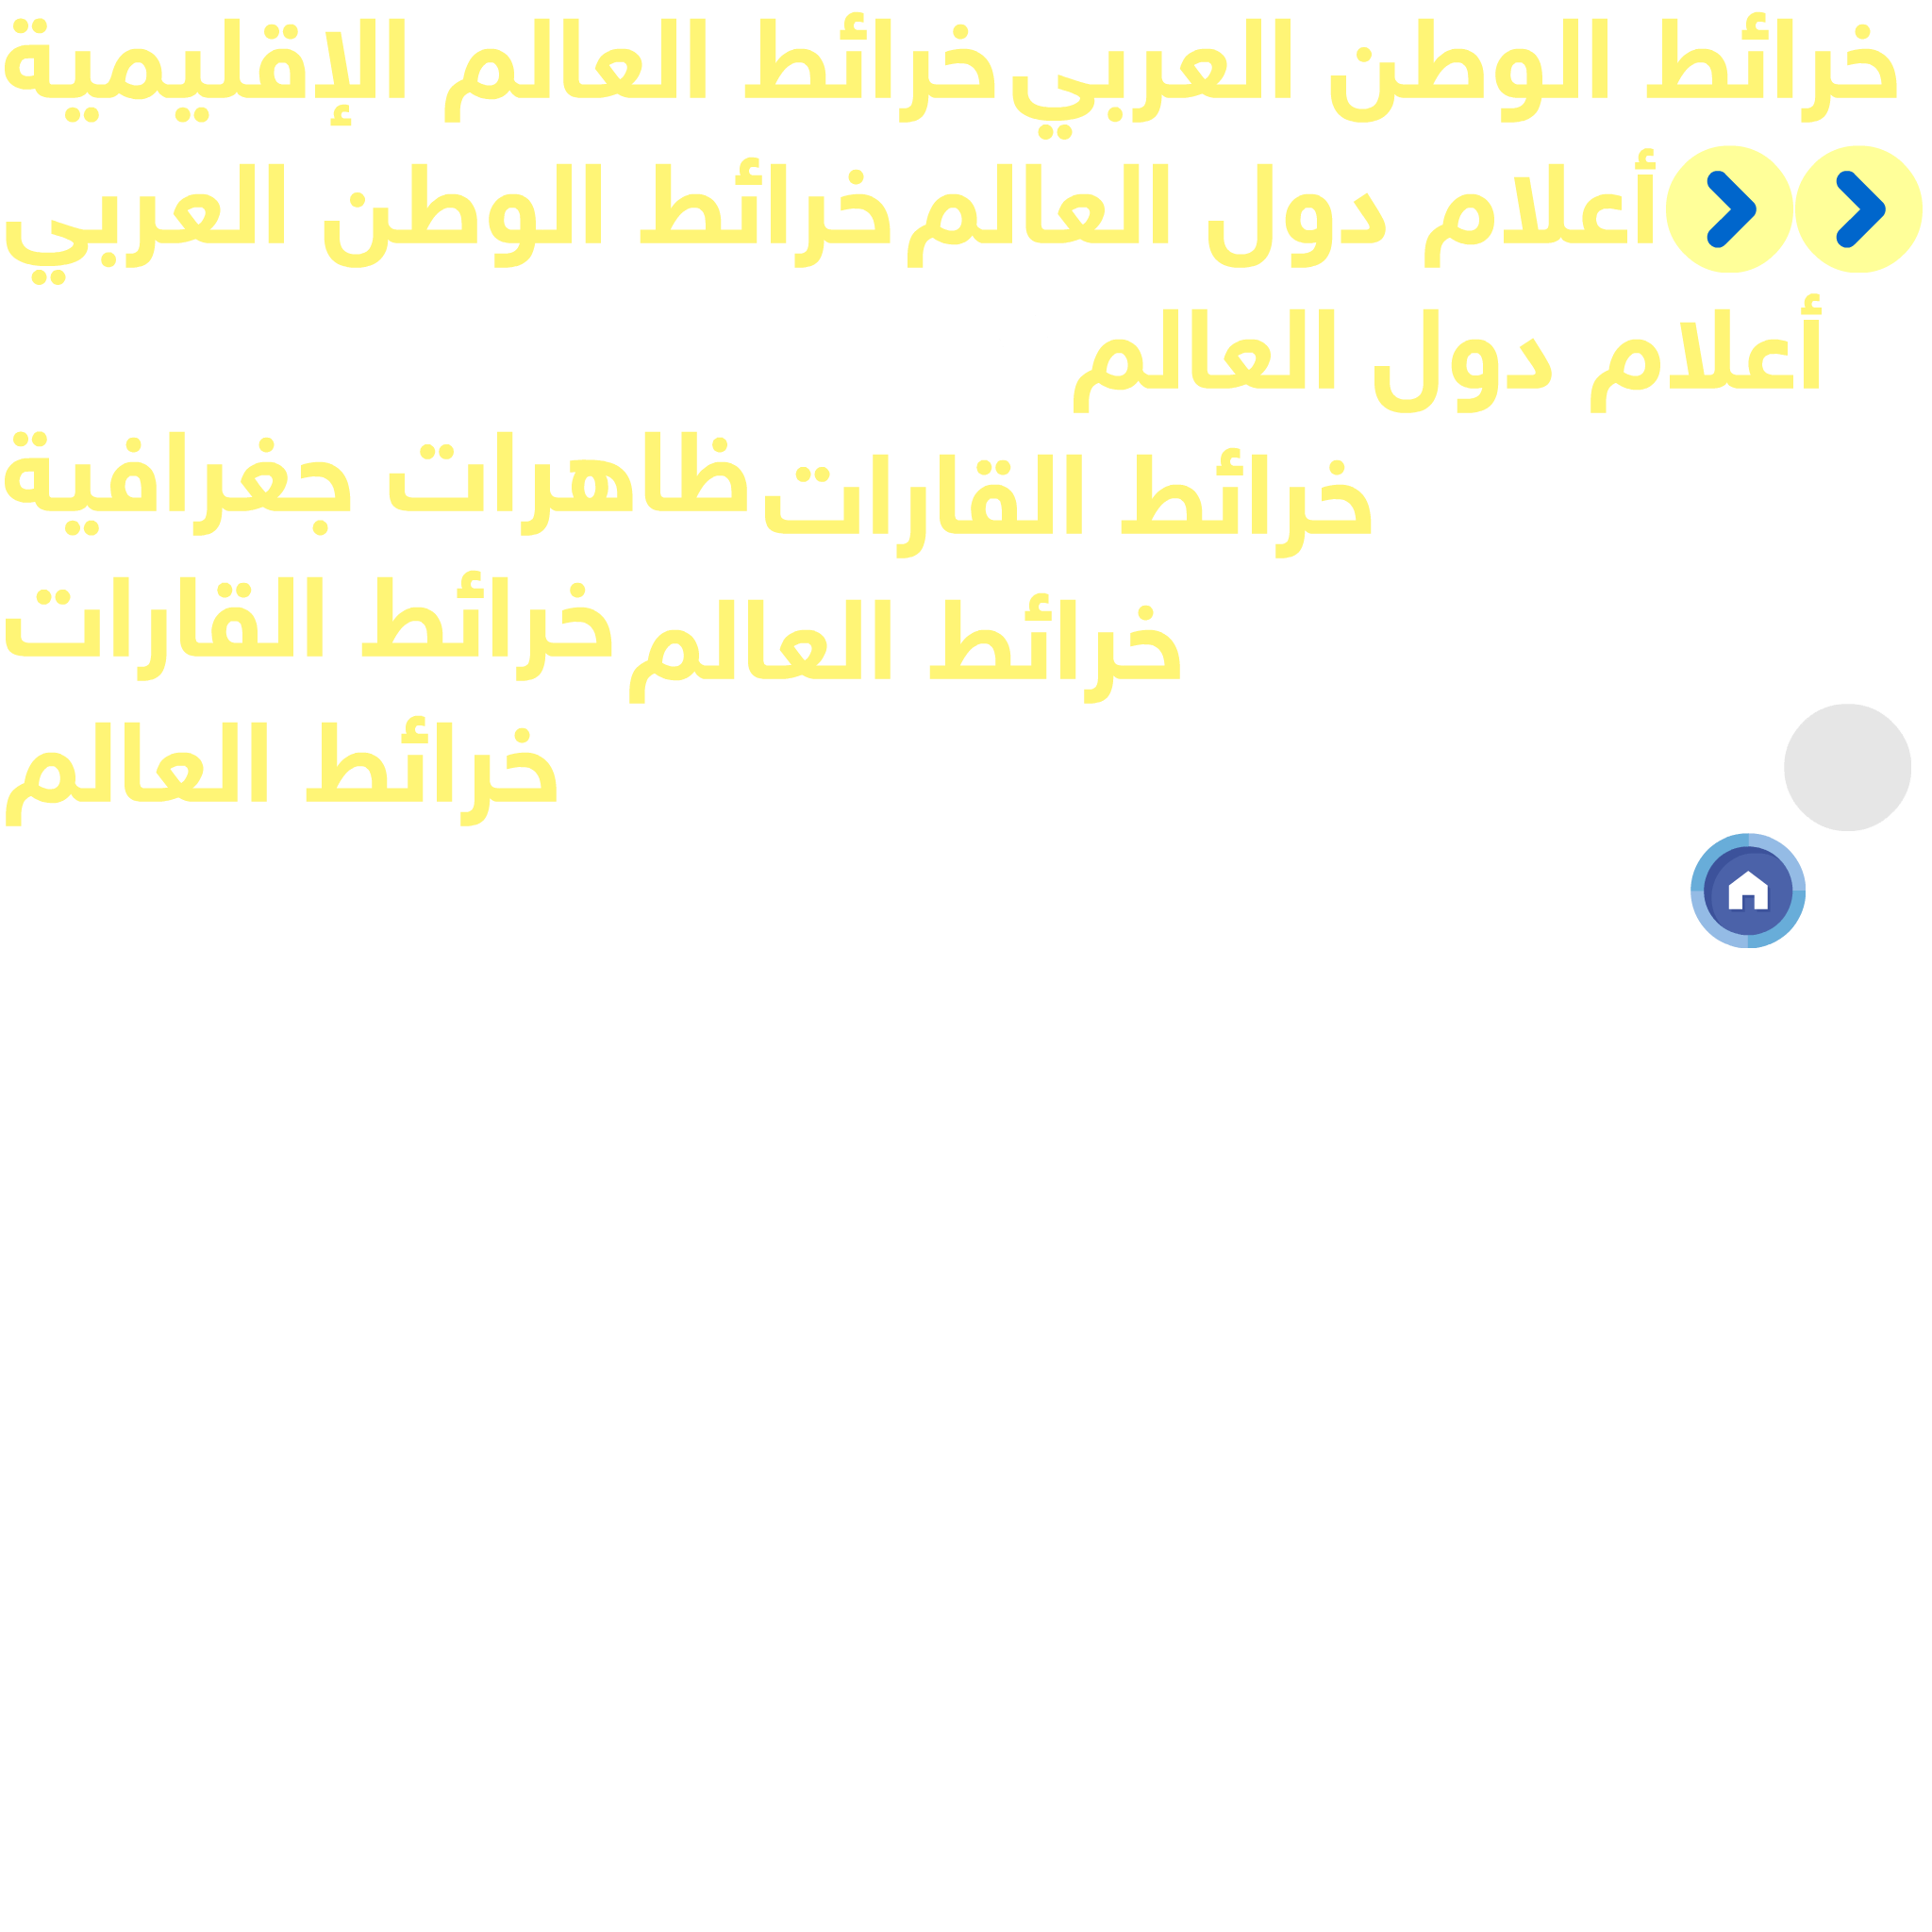 خرائط الوطن العربي
خرائط العالم الإقليمية
أعلام دول العالم
خرائط الوطن العربي
أعلام دول العالم
خرائط القارات
ظاهرات جغرافية
خرائط العالم
خرائط القارات
خرائط العالم